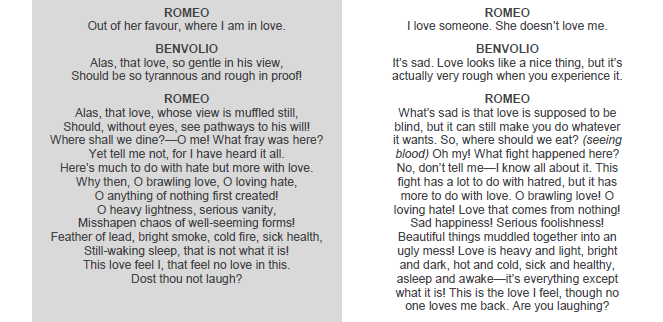 ROMEO
Out of her favour, where I am in love.
BENVOLIO
Alas, that love, so gentle in his view,
Should be so tyrannous and rough in proof!
ROMEO
Alas, that love, whose view is muffled still,
Should, without eyes, see pathways to his will!
Where shall we dine?—O me! What fray was here?
Yet tell me not, for I have heard it all.
Here's much to do with hate but more with love.
Why then, O brawling love, O loving hate,
O anything of nothing first created!
O heavy lightness, serious vanity,
Misshapen chaos of well-seeming forms!
Feather of lead, bright smoke, cold fire, sick health,
Still-waking sleep, that is not what it is!
This love feel I, that feel no love in this.
Dost thou not laugh?
ROMEO
I love someone. She doesn't love me.
BENVOLIO
It's sad. Love looks like a nice thing, but it's
actually very rough when you experience it.
ROMEO
What's sad is that love is supposed to be
blind, but it can still make you do whatever
it wants. So, where should we eat? (seeing
blood) Oh my! What fight happened here?
No, don't tell me—I know all about it. This
fight has a lot to do with hatred, but it has
more to do with love. O brawling love! O
loving hate! Love that comes from nothing!
Sad happiness! Serious foolishness!
Beautiful things muddled together into an
ugly mess! Love is heavy and light, bright
and dark, hot and cold, sick and healthy,
asleep and awake—it's everything except
what it is! This is the love I feel, though no
one loves me back. Are you laughing?